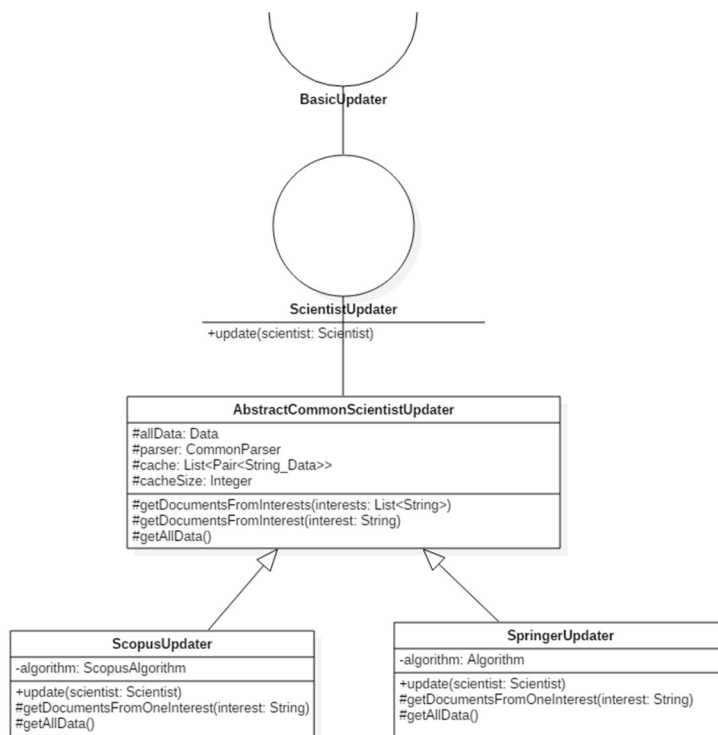 BasicUpdater
ScientistUpdater
+update(scientist: Scientist)
AbstractCommonScientistUpdater
#allData: Data
#parser: CommonParser
#cache: List<Pair<String_Data>>
#cacheSize: Integer
#getDocumentsFromInterests(interests: List<String>)
#getDocumentsFromInterest(interest: String)
#getAllData()
ScopusUpdater
-algorithm: ScopusAlgorithm
+update(scientist: Scientist)
#getDocumentsFromOneInterest(interest: String)
#getAllData()
SpringerUpdater
-algorithm: Algorithm
+update(scientist: Scientist)
#getDocumentsFromOneInterest(interest: String)
#getAllData()